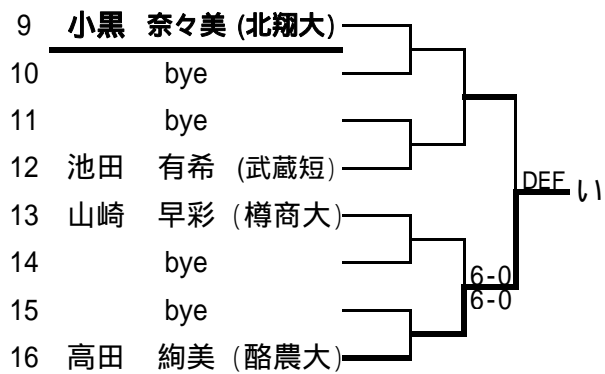 9 小黒 奈々美 (北翔大)
10 bye
11 bye
12 池田 有希 (武蔵短)
13 山崎 早彩 (樽商大)
14 bye
15 bye
16 高田 絢美 (酪農大)
6-0
6-0
DEF
い